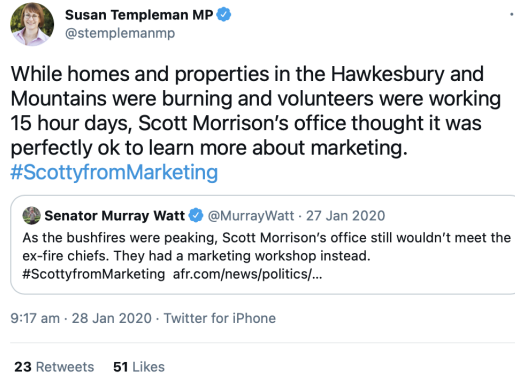 Susan Templeman MP
@stemplemanmp
While homes and properties in the Hawkesbury and
Mountains were burning and volunteers were working
15 hour days, Scott Morrison's office thought it was
perfectly ok to learn more about marketing.
#ScottyfromMarketing
Senator Murray Watt @MurrayWatt · 27 Jan 2020
As the bushfires were peaking, Scott Morrison's office still wouldn't meet the
ex-fire chiefs. They had a marketing workshop instead.
#ScottyfromMarketing afr.com/news/politics/...
9:17 am · 28 Jan 2020 · Twitter for iPhone
23 Retweets 51 Likes